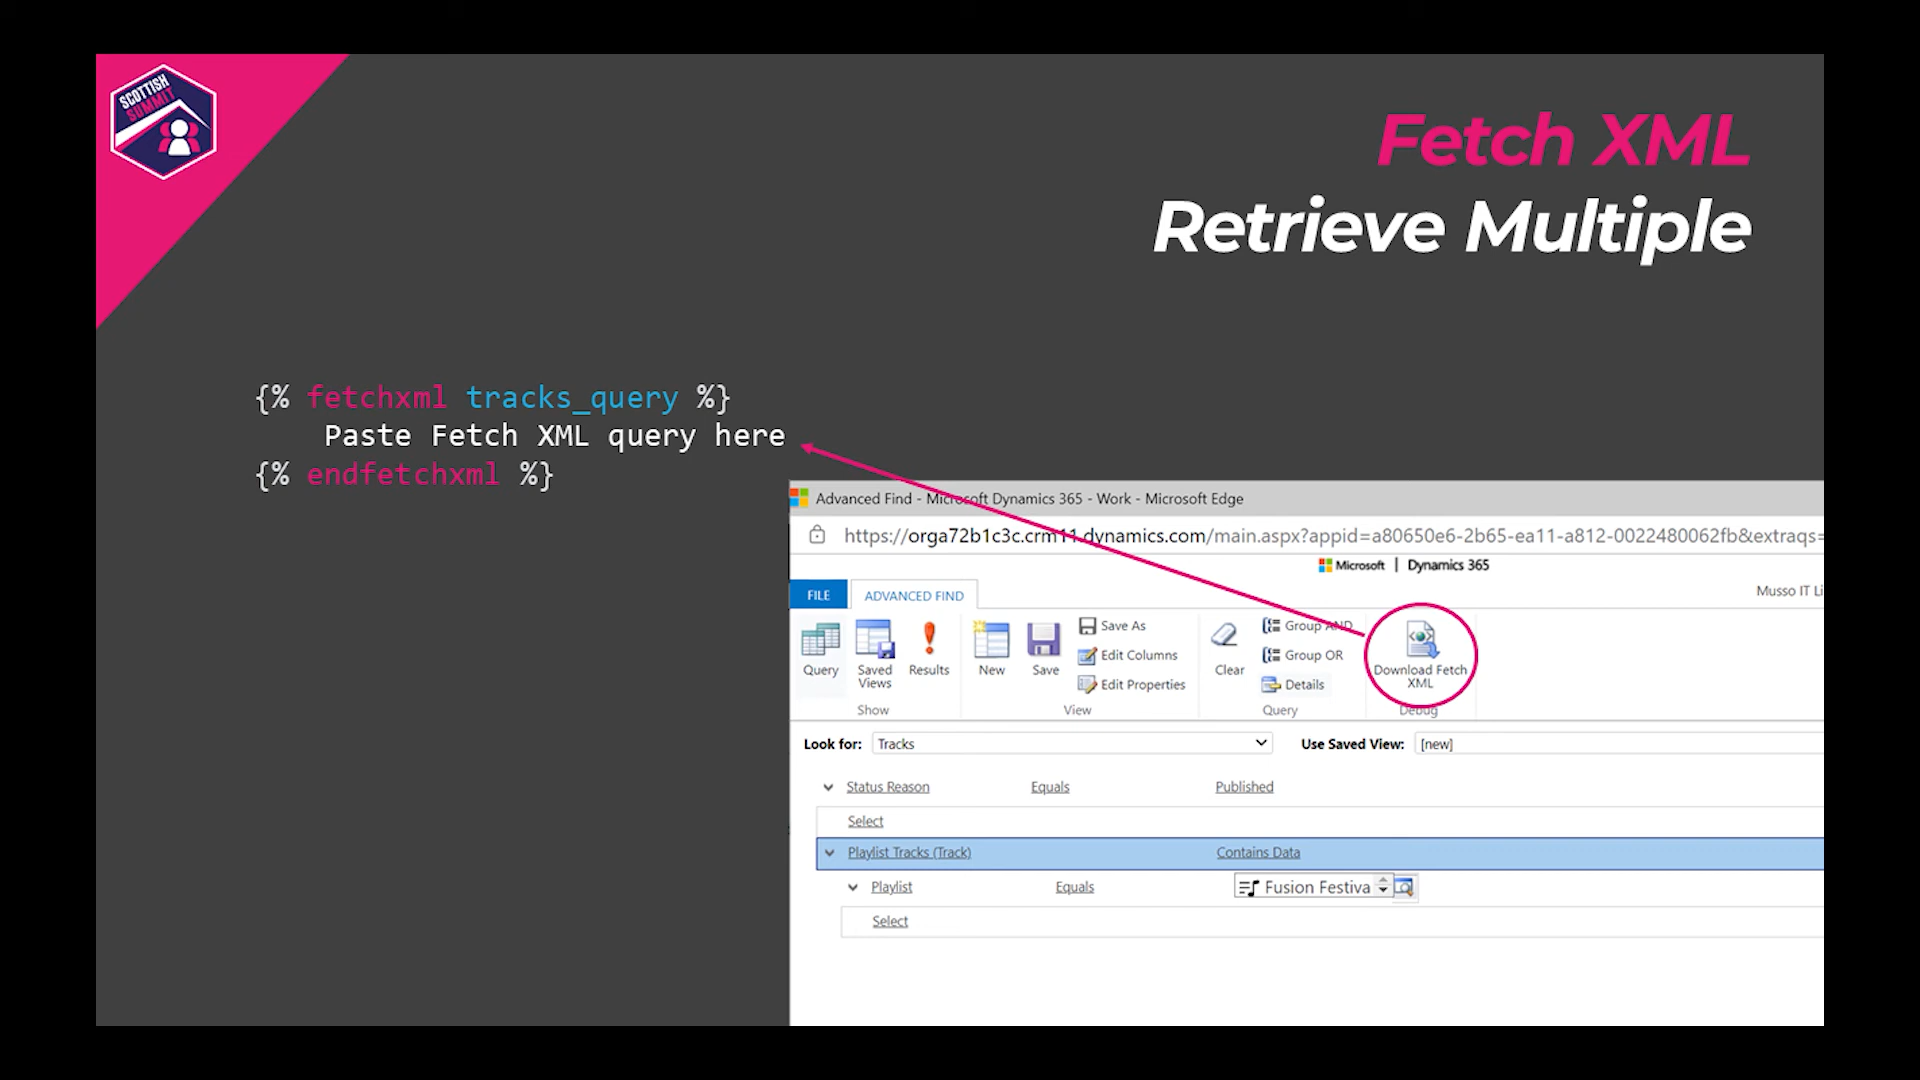 SCOTTISH
SUMMIT
Fetch XML
Retrieve Multiple
{% fetchxml tracks_query %}
Paste Fetch XML query here
{% endfetchxml %}
Advanced Find - Microsoft Dynamics 365 - Work - Microsoft Edge
https://orga72b1c3c.crm11.dynamics.com/main.aspx?appid=a80650e6-2b65-ea11-a812-0022480062fb&extraqs=
Microsoft | Dynamics 365
FILE ADVANCED FIND Musso IT Li
Query
Saved Views
Results
Show
New
Save
Save As
Edit Columns
Edit Properties
View
Clear
Group AND
Group OR
Details
Query
Download Fetch
XML
Debug
Look for: Tracks Use Saved View: [new]
Status Reason Equals Published
Select
Playlist Tracks (Track) Contains Data
Playlist Equals Fusion Festiva
Select